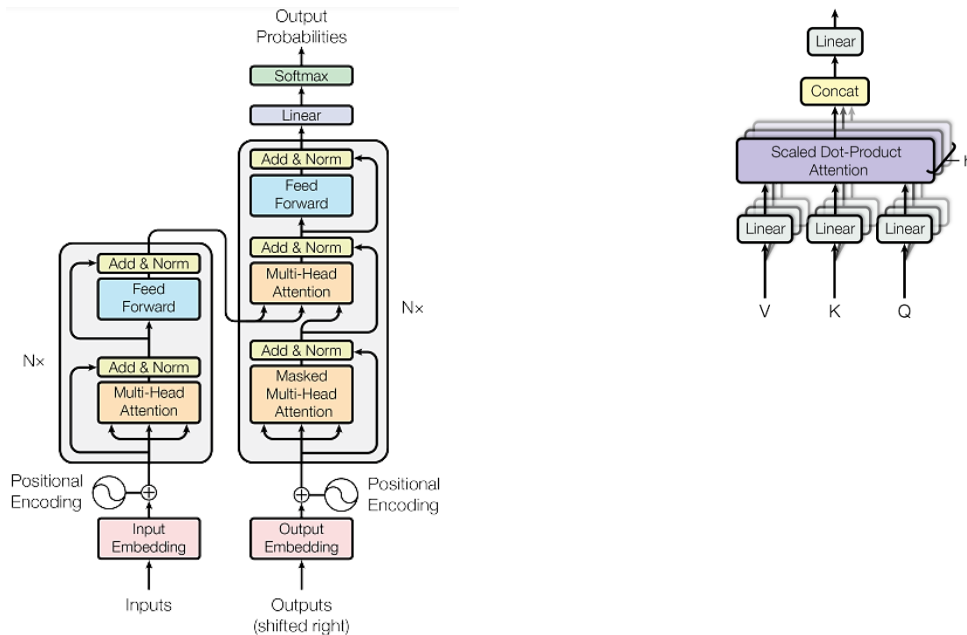 Output
Probabilities
Softmax
Linear
Add & Norm
Feed
Forward
Add & Norm
Multi-Head
Attention
Add & Norm
Masked
Multi-Head
Attention
Nx
Positional
Encoding
Output
Embedding
Outputs
(shifted right)
Add & Norm
Feed
Forward
Add & Norm
Multi-Head
Attention
Nx
Positional
Encoding
Input
Embedding
Inputs
Linear
Concat
Scaled Dot-Product
Attention
Linear
Linear
Linear
V
K
Q